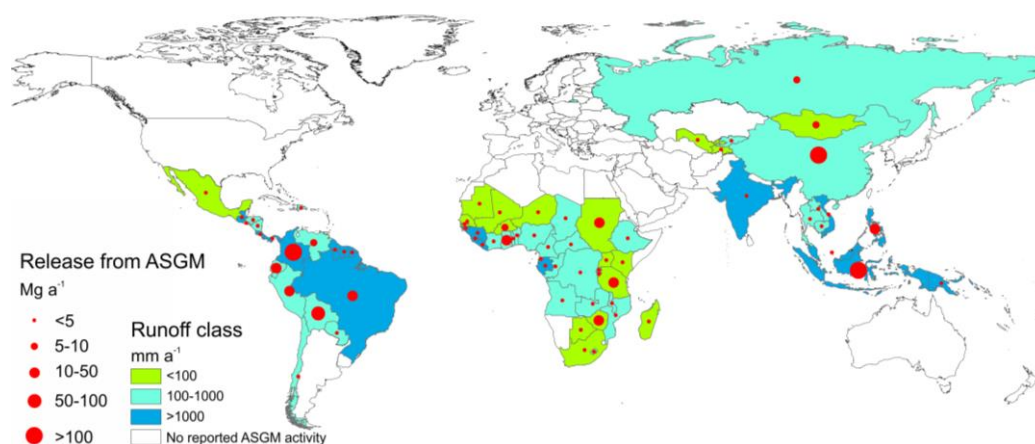 Release from ASGM
Mg a⁻¹
<5
5-10
10-50
50-100
>100
Runoff class
mm a⁻¹
<100
100-1000
>1000
No reported ASGM activity